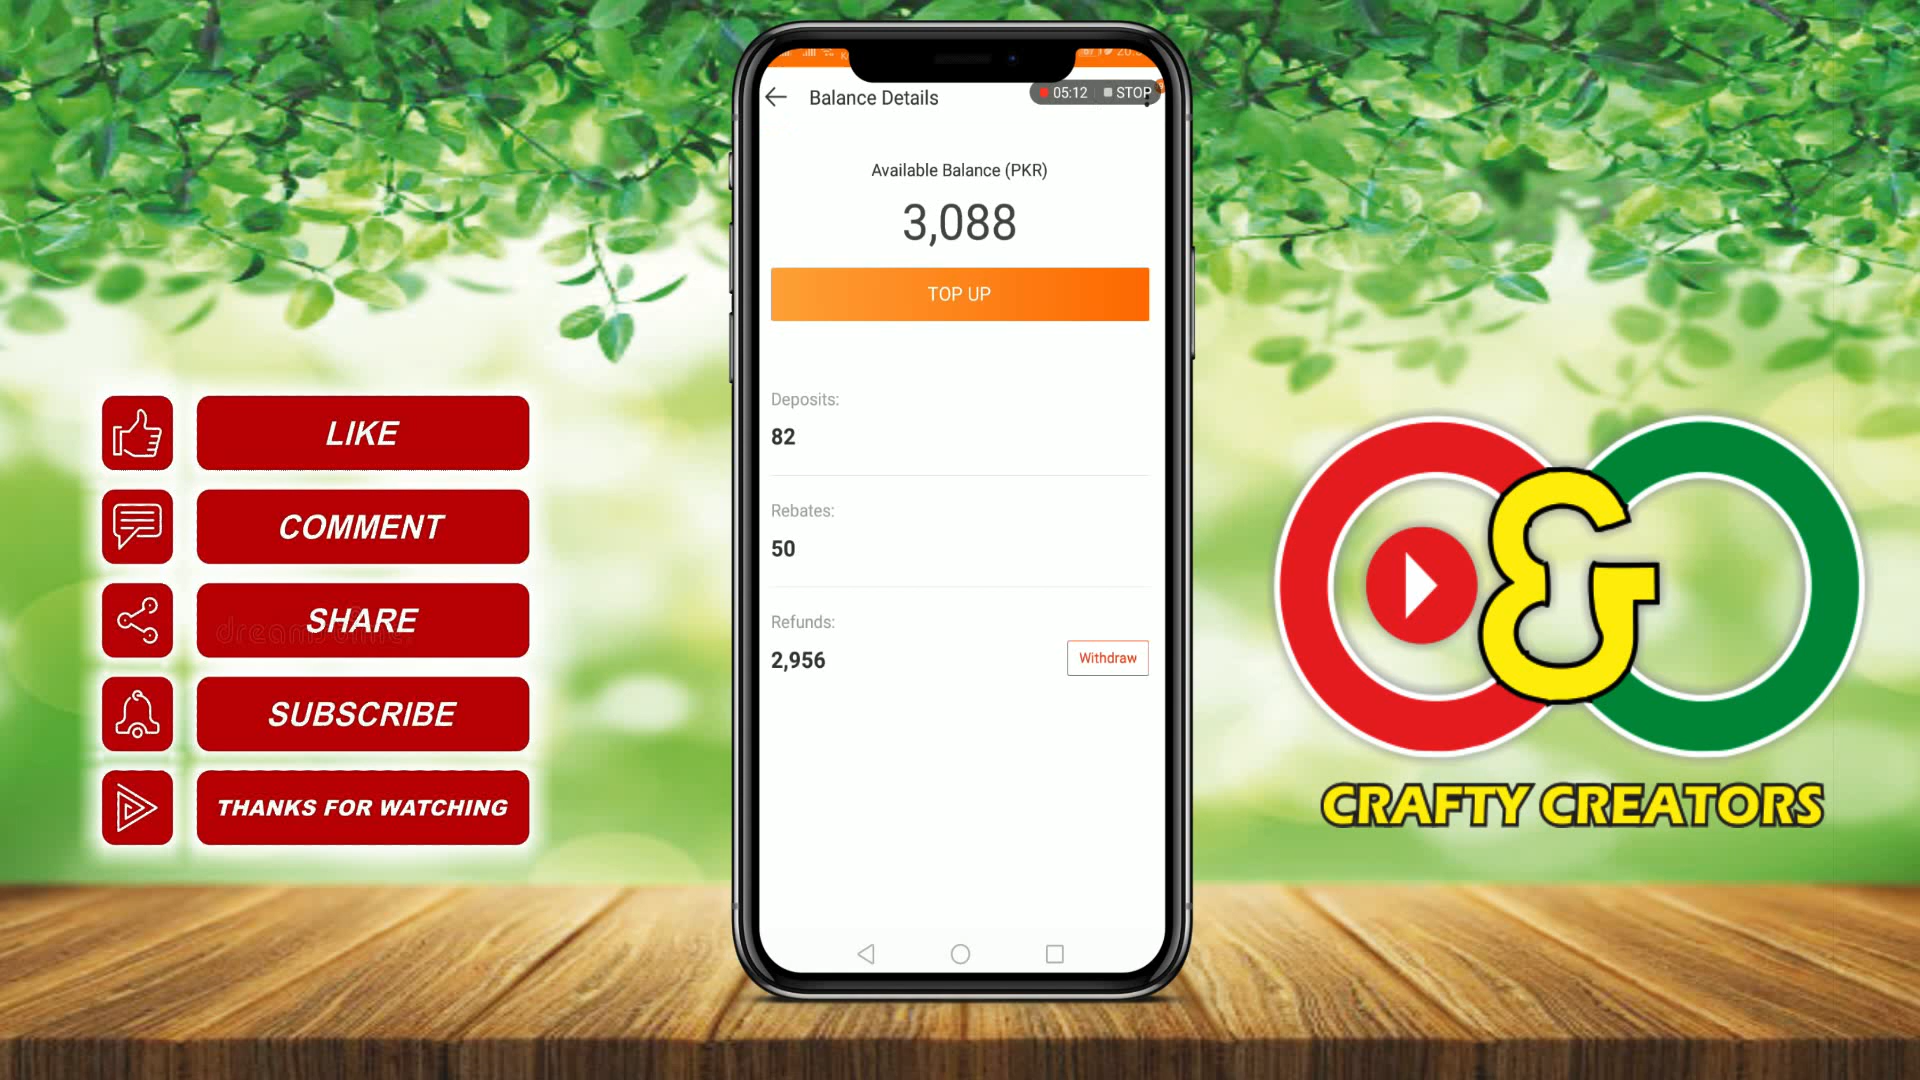 Balance Details
05:12
STOP
Available Balance (PKR)
3,088
TOP UP
Deposits:
82
Rebates:
50
Refunds:
2,956
Withdraw
LIKE
COMMENT
SHARE
SUBSCRIBE
THANKS FOR WATCHING
&
CRAFTY CREATORS